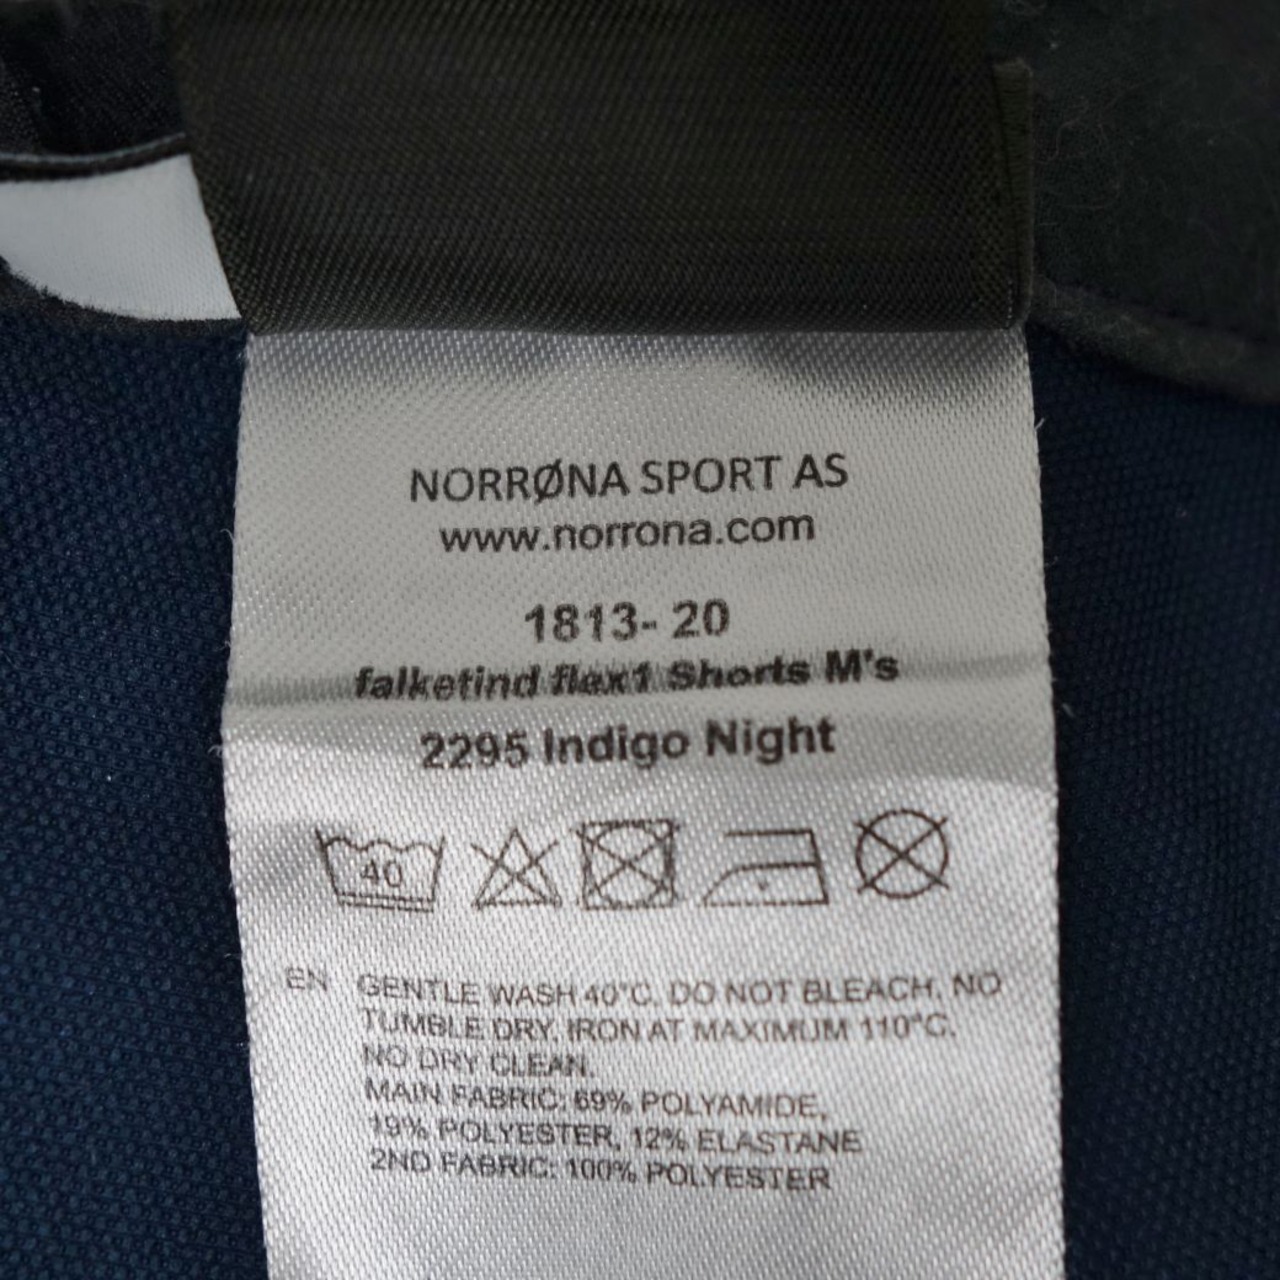 NORRØNA SPORT AS
www.norrona.com
1813- 20
falketind flex1 Shorts M's
2295 Indigo Night
40
EN GENTLE WASH 40°C. DO NOT BLEACH. NO
TUMBLE DRY. IRON AT MAXIMUM 110°C.
NO DRY CLEAN.
MAIN FABRIC: 69% POLYAMIDE,
19% POLYESTER, 12% ELASTANE
2ND FABRIC: 100% POLYESTER